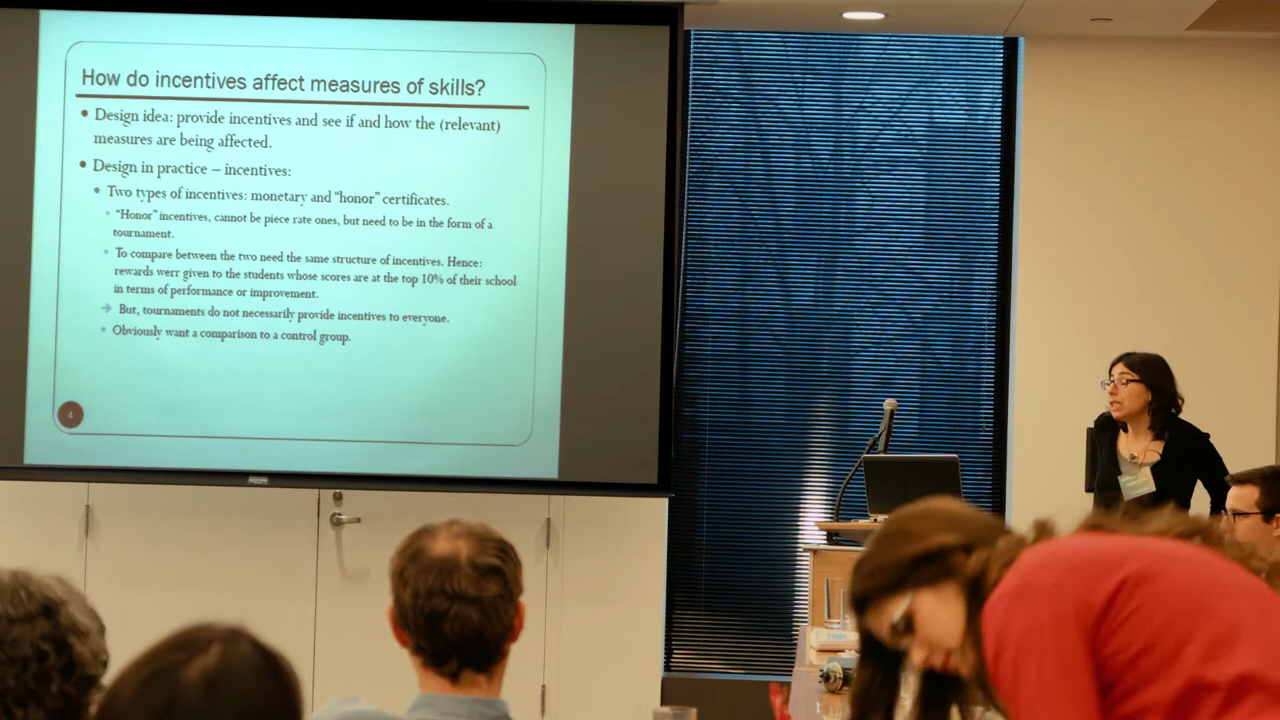 How do incentives affect measures of skills?
• Design idea: provide incentives and see if and how the (relevant)
measures are being affected.
• Design in practice – incentives:
• Two types of incentives: monetary and “honor” certificates.
• “Honor” incentives, cannot be piece rate ones, but need to be in the form of a
tournament.
• To compare between the two need the same structure of incentives. Hence:
rewards werr given to the students whose scores are at the top 10% of their school
in terms of performance or improvement.
→ But, tournaments do not necessarily provide incentives to everyone.
• Obviously want a comparison to a control group.
4